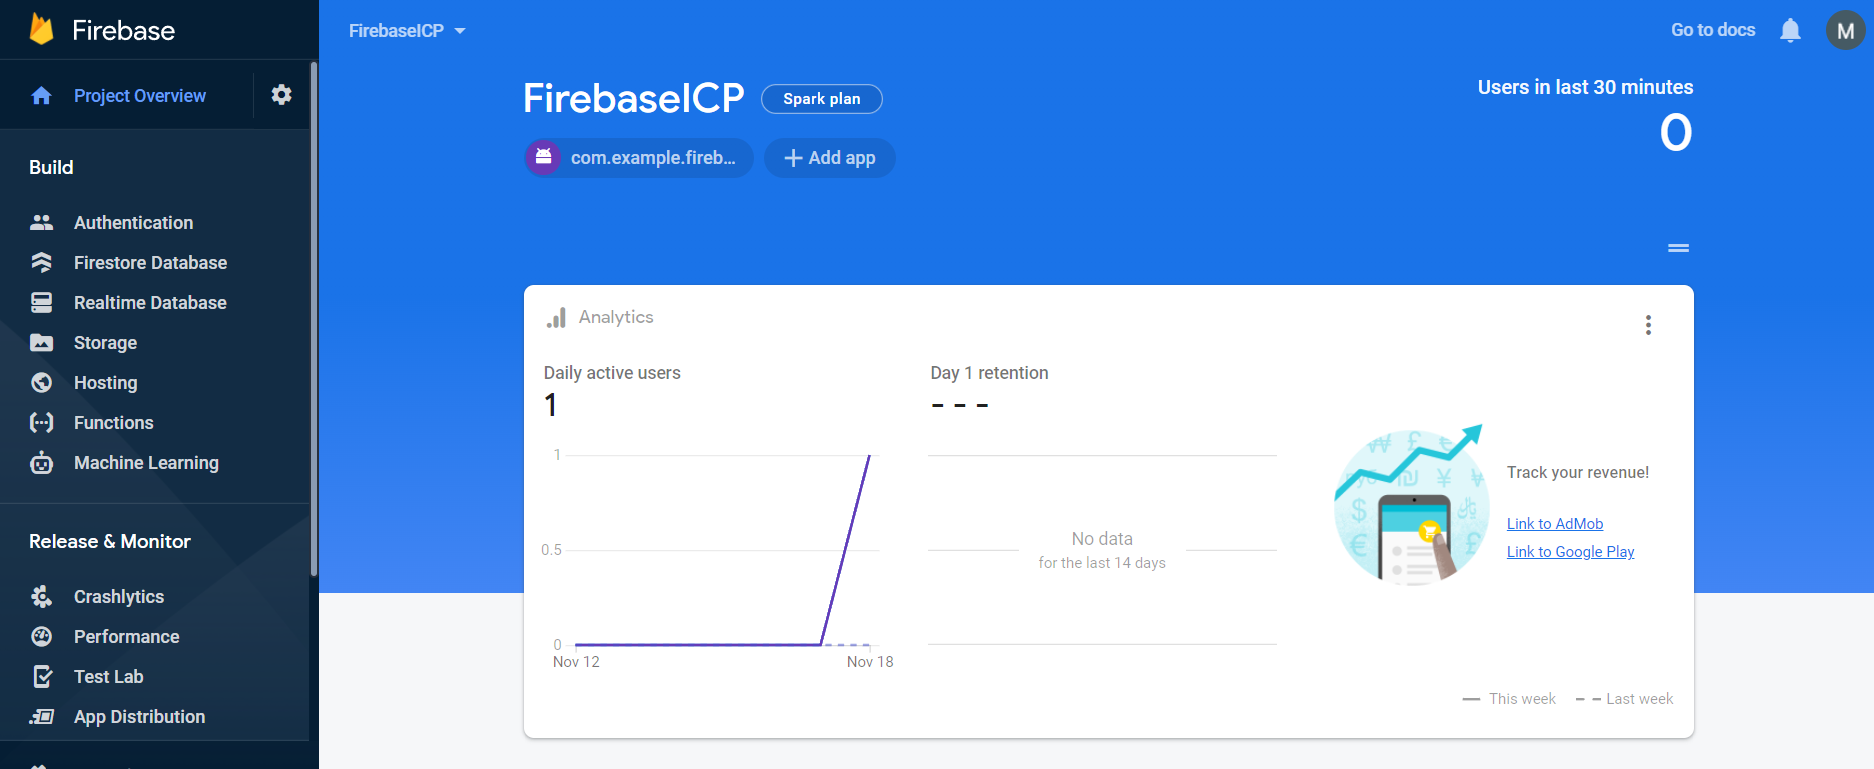 Firebase
Project Overview
Build
Authentication
Firestore Database
Realtime Database
Storage
Hosting
Functions
Machine Learning
Release & Monitor
Crashlytics
Performance
Test Lab
App Distribution
FirebaseICP
Go to docs
M
FirebaseICP
Spark plan
com.example.fireb...
Add app
Users in last 30 minutes
0
Analytics
Daily active users
1
1
0.5
0
Nov 12
Nov 18
Day 1 retention
- - -
No data
for the last 14 days
Track your revenue!
Link to AdMob
Link to Google Play
This week
Last week